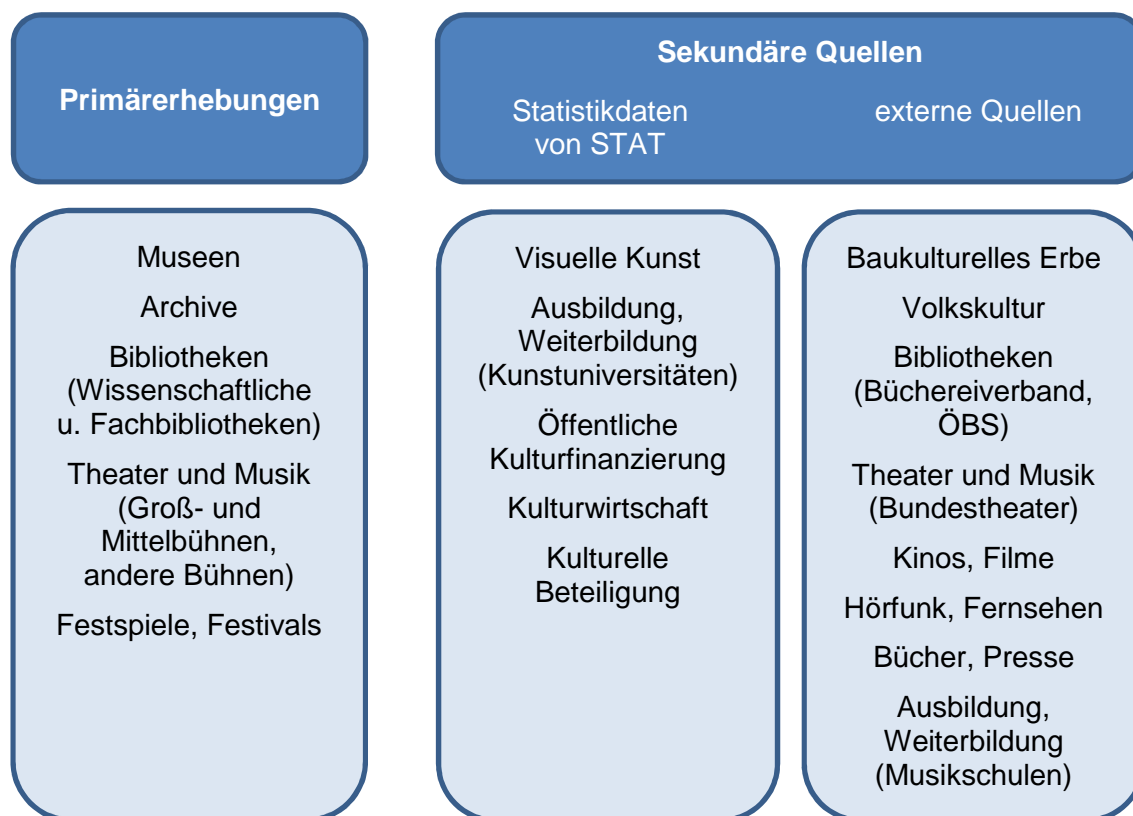 Primärerhebungen
Sekundäre Quellen
Statistikdaten
von STAT
externe Quellen
Museen
Archive
Bibliotheken
(Wissenschaftliche
u. Fachbibliotheken)
Theater und Musik
(Groß- und
Mittelbühnen,
andere Bühnen)
Festspiele, Festivals
Visuelle Kunst
Ausbildung,
Weiterbildung
(Kunstuniversitäten)
Öffentliche
Kulturfinanzierung
Kulturwirtschaft
Kulturelle
Beteiligung
Baukulturelles Erbe
Volkskultur
Bibliotheken
(Büchereiverband,
ÖBS)
Theater und Musik
(Bundestheater)
Kinos, Filme
Hörfunk, Fernsehen
Bücher, Presse
Ausbildung,
Weiterbildung
(Musikschulen)